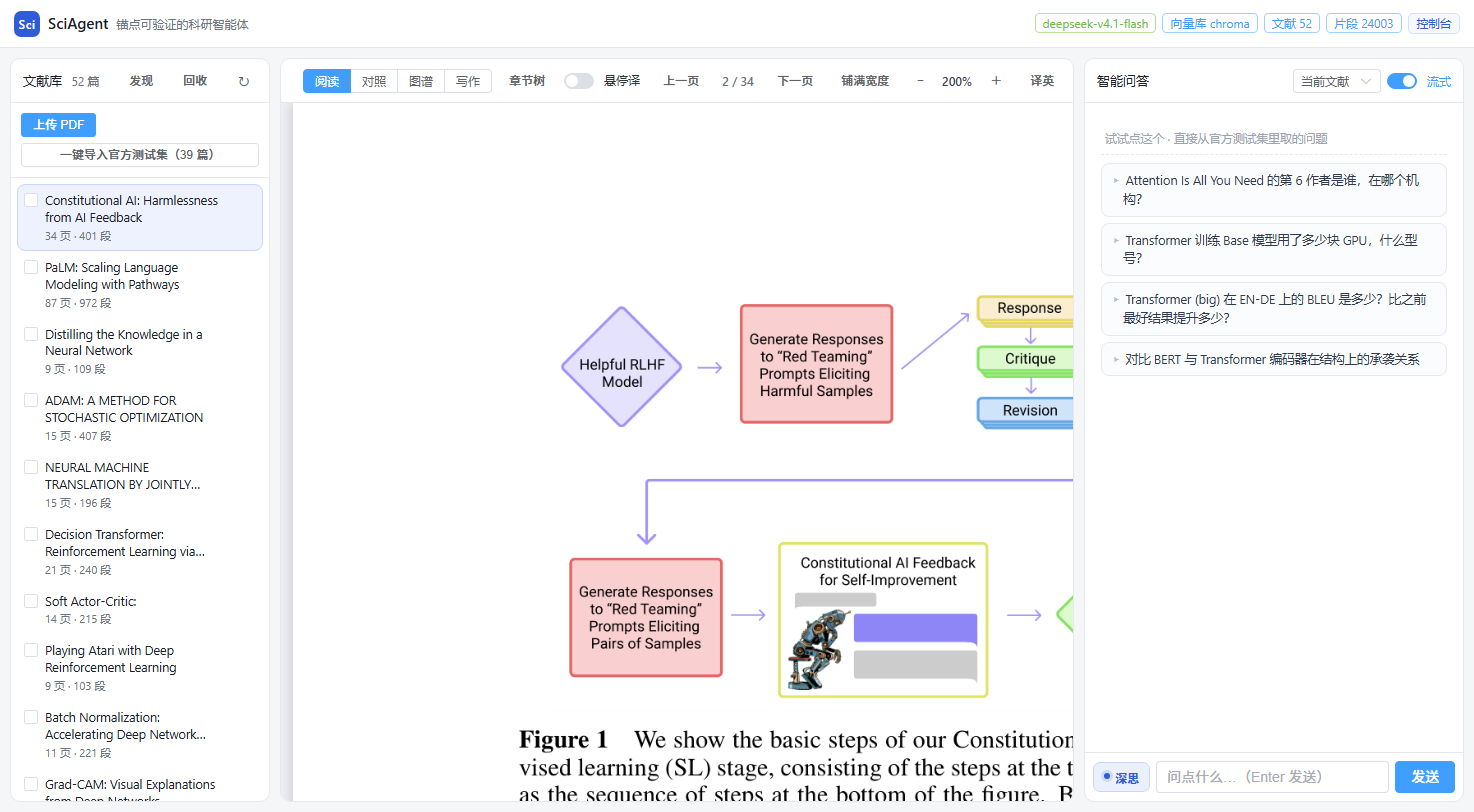 Sci SciAgent 锚点可验证的科研智能体
deepseek-v4.1-flash 向量库 chroma 文献 52 片段 24003 控制台
文献库 52 篇 发现 回收 ↻
上传 PDF
一键导入官方测试集（39 篇）
Constitutional AI: Harmlessness
from AI Feedback
34 页 · 401 段
PaLM: Scaling Language
Modeling with Pathways
87 页 · 972 段
Distilling the Knowledge in a
Neural Network
9 页 · 109 段
ADAM: A METHOD FOR
STOCHASTIC OPTIMIZATION
15 页 · 407 段
NEURAL MACHINE
TRANSLATION BY JOINTLY...
15 页 · 196 段
Decision Transformer:
Reinforcement Learning via...
21 页 · 240 段
Soft Actor-Critic:
14 页 · 215 段
Playing Atari with Deep
Reinforcement Learning
9 页 · 103 段
Batch Normalization:
Accelerating Deep Network...
11 页 · 221 段
Grad-CAM: Visual Explanations
from Deep Networks
阅读 对照 图谱 写作 章节树 悬停译 上一页 2 / 34 下一页 铺满宽度 − 200% + 译英
Helpful RLHF
Model
Generate Responses
to “Red Teaming”
Prompts Eliciting
Harmful Samples
Response
Critique
Revision
Generate Responses
to “Red Teaming”
Prompts Eliciting
Pairs of Samples
Constitutional AI Feedback
for Self-Improvement
Figure 1 We show the basic steps of our Constitution
vised learning (SL) stage, consisting of the steps at the t
as the sequence of steps at the bottom of the figure. B
智能问答 当前文献 流式
试试点这个 · 直接从官方测试集里取的问题
Attention Is All You Need 的第 6 作者是谁，在哪个机
构？
Transformer 训练 Base 模型用了多少块 GPU，什么型
号？
Transformer (big) 在 EN-DE 上的 BLEU 是多少？比之前
最好结果提升多少？
对比 BERT 与 Transformer 编码器在结构上的承袭关系
深思 问点什么…（Enter 发送） 发送